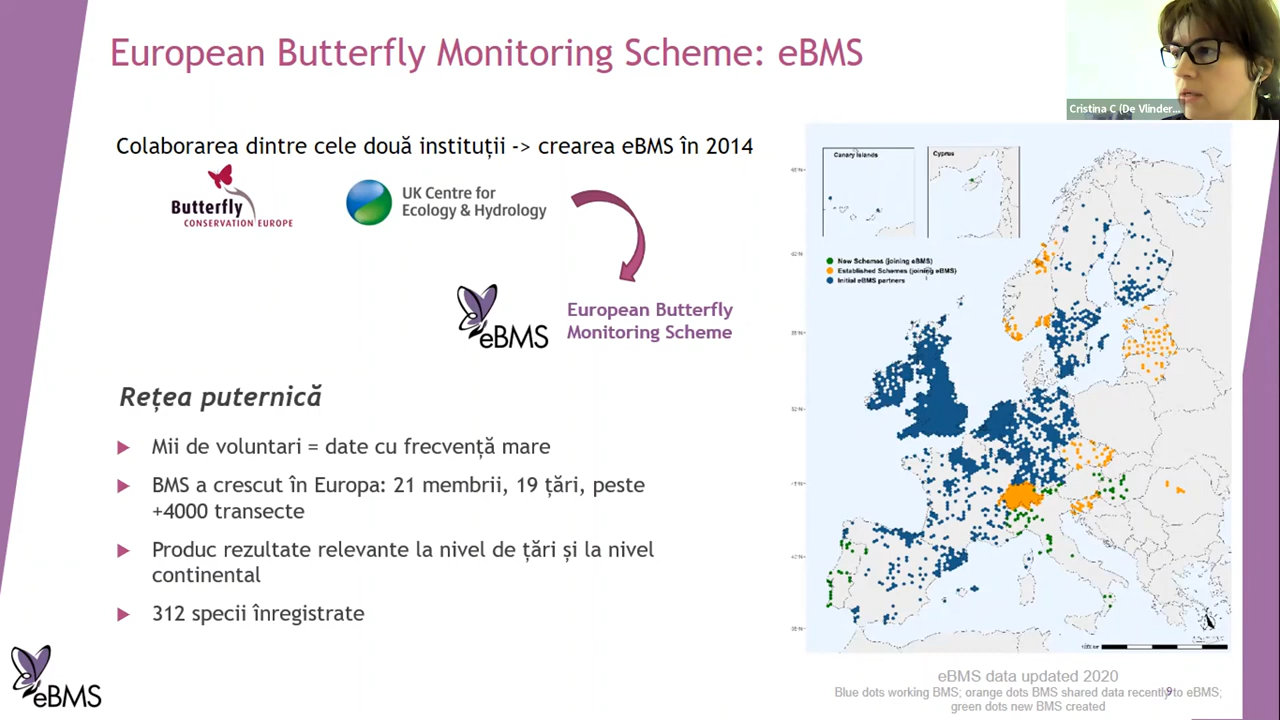 European Butterfly Monitoring Scheme: eBMS
Cristina C (De Vlinder...
Colaborarea dintre cele două instituții -> crearea eBMS în 2014
Butterfly
CONSERVATION EUROPE
UK Centre for
Ecology & Hydrology
eBMS
European Butterfly
Monitoring Scheme
Rețea puternică
Mii de voluntari = date cu frecvență mare
BMS a crescut în Europa: 21 membrii, 19 țări, peste
+4000 transecte
Produc rezultate relevante la nivel de țări și la nivel
continental
312 specii înregistrate
eBMS
Canary Islands
Cyprus
New Schemes (joining eBMS)
Established Schemes (joining eBMS)
Initial eBMS partners
eBMS data updated 2020
Blue dots working BMS; orange dots BMS shared data recently to eBMS;
green dots new BMS created
9